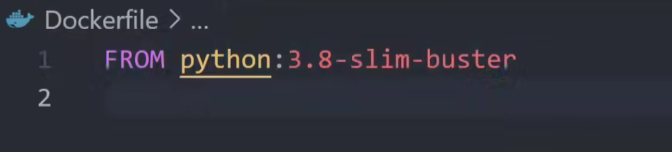 Dockerfile > ...
1 FROM python:3.8-slim-buster
2